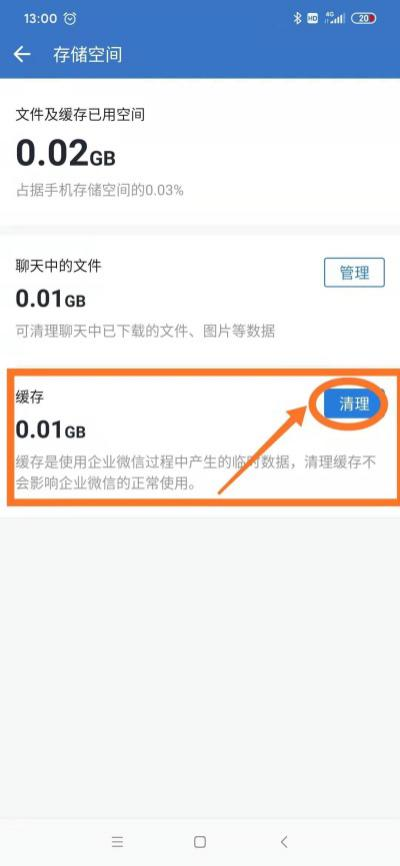 13:00
HD 4G 20
存储空间
文件及缓存已用空间
0.02GB
占据手机存储空间的0.03%
聊天中的文件
管理
0.01GB
可清理聊天中已下载的文件、图片等数据
缓存
清理
0.01GB
缓存是使用企业微信过程中产生的临时数据，清理缓存不
会影响企业微信的正常使用。